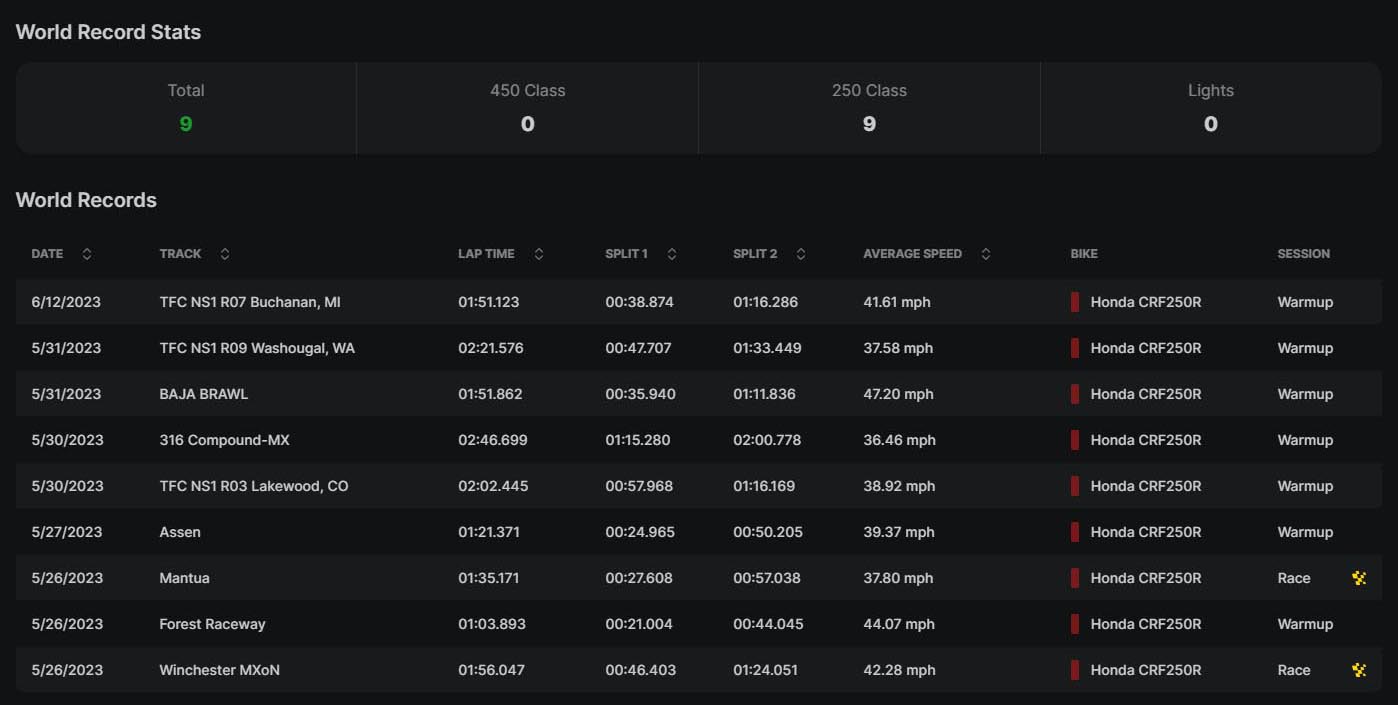 World Record Stats
Total 450 Class 250 Class Lights
9 0 9 0
World Records
DATE TRACK LAP TIME SPLIT 1 SPLIT 2 AVERAGE SPEED BIKE SESSION
6/12/2023 TFC NS1 R07 Buchanan, MI 01:51.123 00:38.874 01:16.286 41.61 mph Honda CRF250R Warmup
5/31/2023 TFC NS1 R09 Washougal, WA 02:21.576 00:47.707 01:33.449 37.58 mph Honda CRF250R Warmup
5/31/2023 BAJA BRAWL 01:51.862 00:35.940 01:11.836 47.20 mph Honda CRF250R Warmup
5/30/2023 316 Compound-MX 02:46.699 01:15.280 02:00.778 36.46 mph Honda CRF250R Warmup
5/30/2023 TFC NS1 R03 Lakewood, CO 02:02.445 00:57.968 01:16.169 38.92 mph Honda CRF250R Warmup
5/27/2023 Assen 01:21.371 00:24.965 00:50.205 39.37 mph Honda CRF250R Warmup
5/26/2023 Mantua 01:35.171 00:27.608 00:57.038 37.80 mph Honda CRF250R Race
5/26/2023 Forest Raceway 01:03.893 00:21.004 00:44.045 44.07 mph Honda CRF250R Warmup
5/26/2023 Winchester MXoN 01:56.047 00:46.403 01:24.051 42.28 mph Honda CRF250R Race